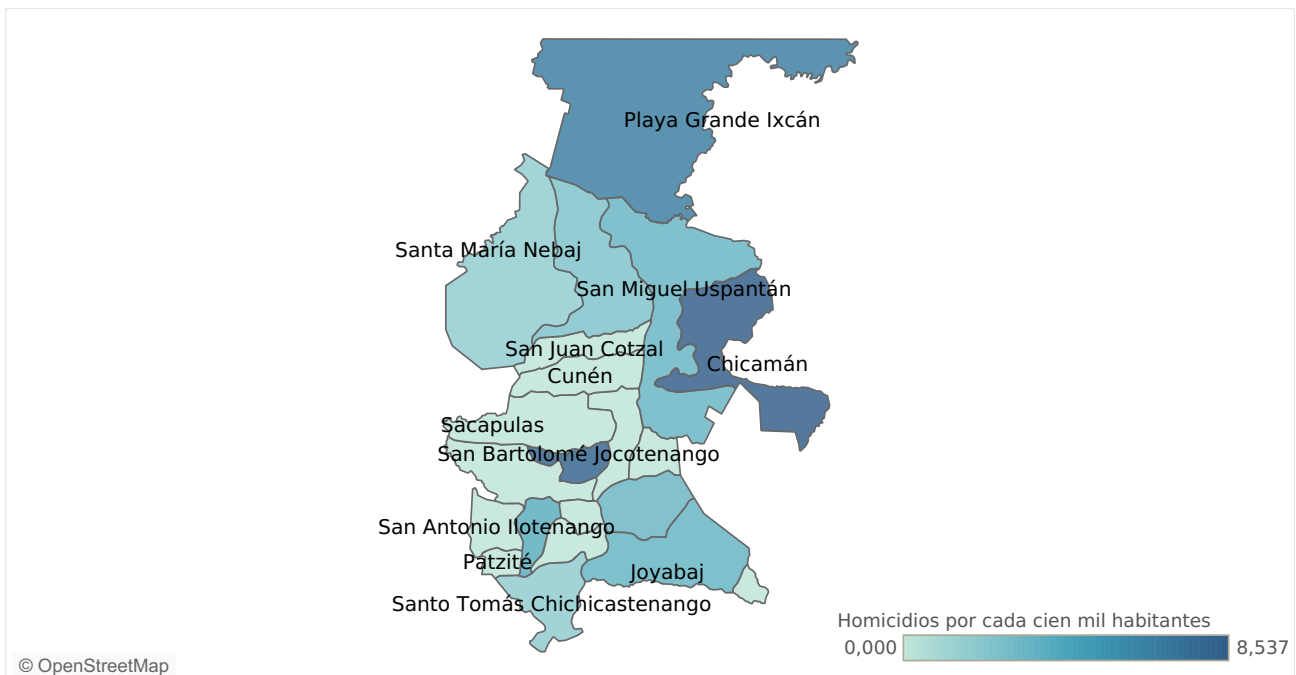 Playa Grande Ixcán
Santa María Nebaj
San Miguel Uspantán
San Juan Cotzal
Chicamán
Cunén
Sacapulas
San Bartolomé Jocotenango
San Antonio Ilotenango
Patzité
Joyabaj
Santo Tomás Chichicastenango
Homicidios por cada cien mil habitantes
0,000 8,537
© OpenStreetMap